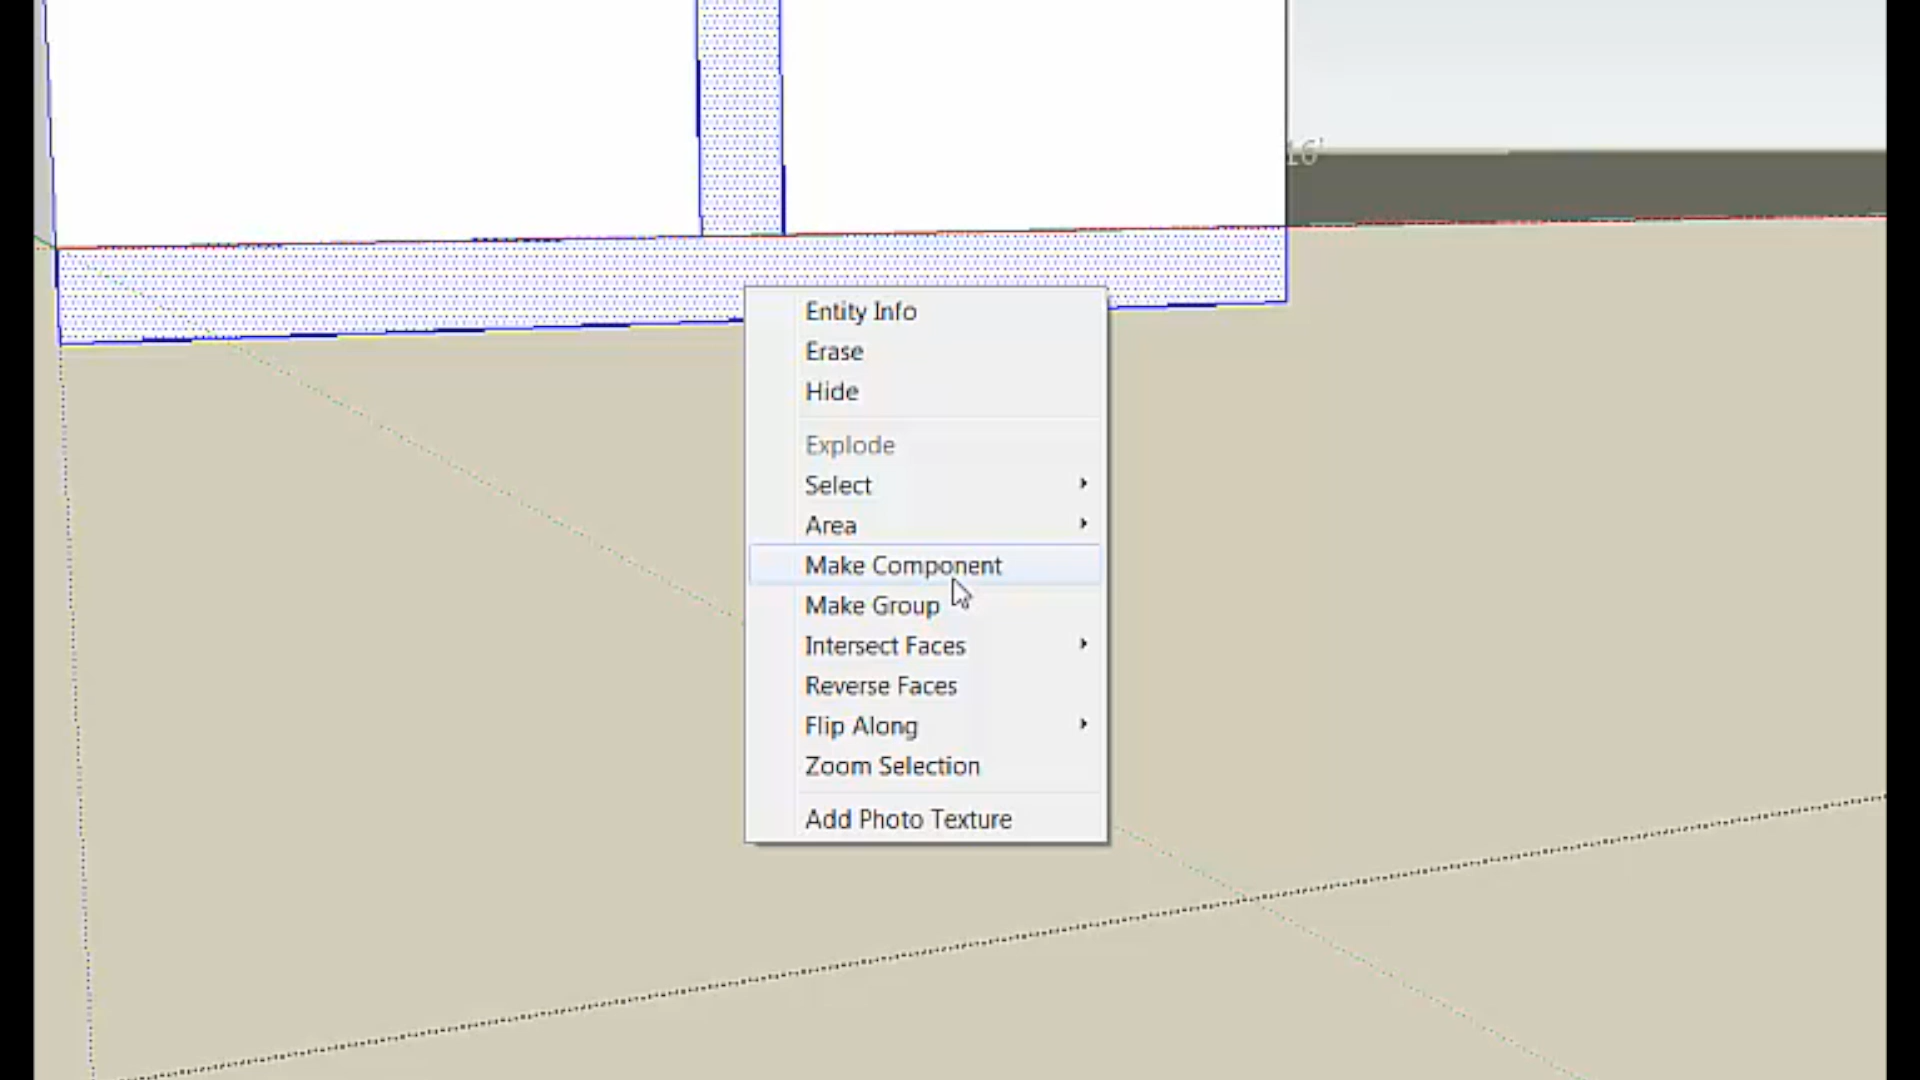 16'
Entity Info
Erase
Hide
Explode
Select
Area
Make Component
Make Group
Intersect Faces
Reverse Faces
Flip Along
Zoom Selection
Add Photo Texture